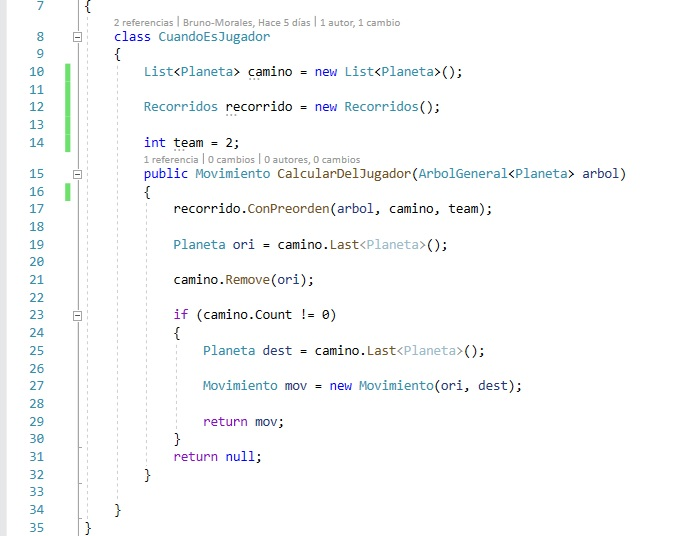 7 {
2 referencias | Bruno-Morales, Hace 5 días | 1 autor, 1 cambio
8 class CuandoEsJugador
9 {
10 List<Planeta> camino = new List<Planeta>();
11
12 Recorridos recorrido = new Recorridos();
13
14 int team = 2;
1 referencia | 0 cambios | 0 autores, 0 cambios
15 public Movimiento CalcularDelJugador(ArbolGeneral<Planeta> arbol)
16 {
17 recorrido.ConPreorden(arbol, camino, team);
18
19 Planeta ori = camino.Last<Planeta>();
20
21 camino.Remove(ori);
22
23 if (camino.Count != 0)
24 {
25 Planeta dest = camino.Last<Planeta>();
26
27 Movimiento mov = new Movimiento(ori, dest);
28
29 return mov;
30 }
31 return null;
32 }
33
34 }
35 }